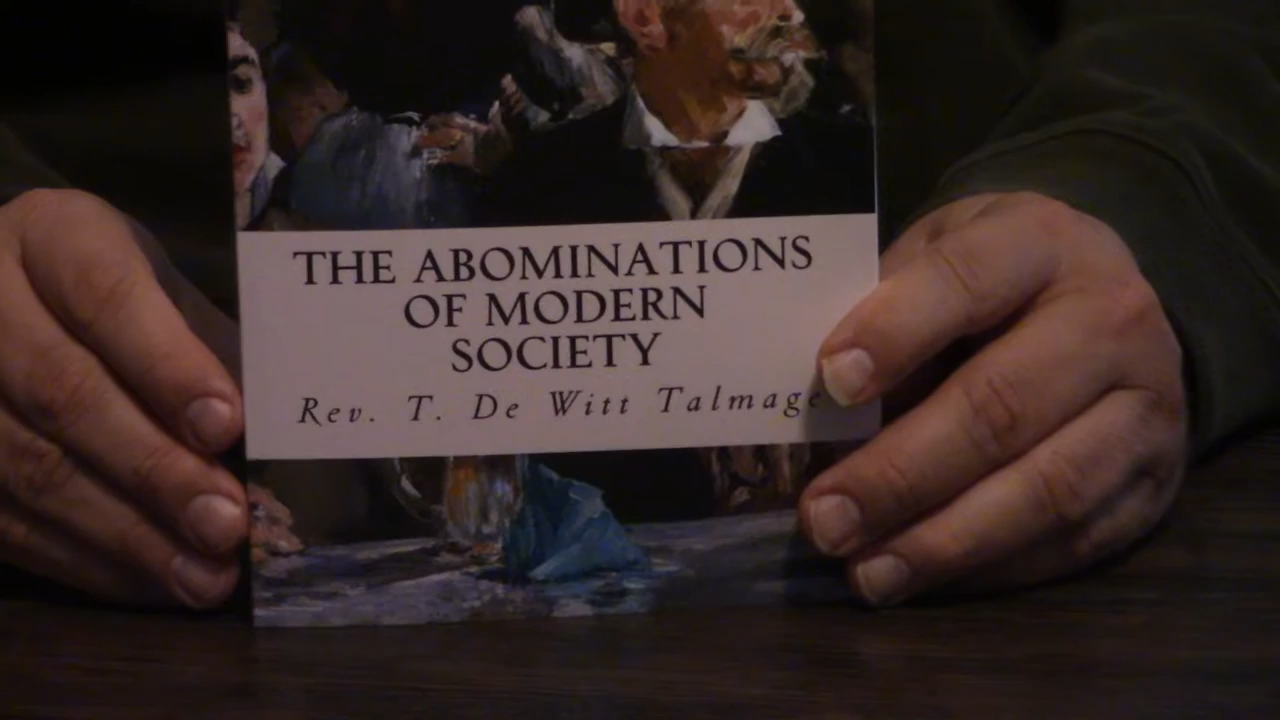 THE ABOMINATIONS
OF MODERN
SOCIETY
Rev. T. De Witt Talmage